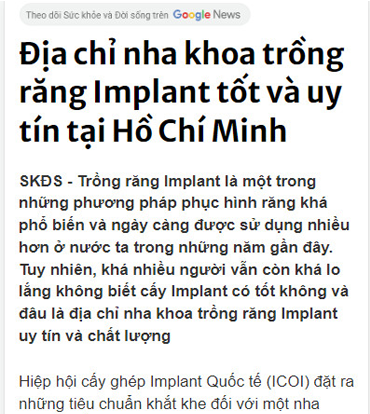 Theo dõi Sức khỏe và Đời sống trên Google News
Địa chỉ nha khoa trồng
răng Implant tốt và uy
tín tại Hồ Chí Minh
SKĐS - Trồng răng Implant là một trong
những phương pháp phục hình răng khá
phổ biến và ngày càng được sử dụng nhiều
hơn ở nước ta trong những năm gần đây.
Tuy nhiên, khá nhiều người vẫn còn khá lo
lắng không biết cấy Implant có tốt không và
đâu là địa chỉ nha khoa trồng răng Implant
uy tín và chất lượng
Hiệp hội cấy ghép Implant Quốc tế (ICOI) đặt ra
những tiêu chuẩn khắt khe đối với một nha